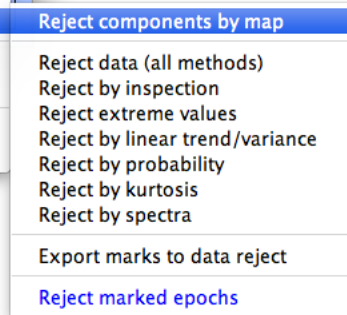 Reject components by map
Reject data (all methods)
Reject by inspection
Reject extreme values
Reject by linear trend/variance
Reject by probability
Reject by kurtosis
Reject by spectra
Export marks to data reject
Reject marked epochs